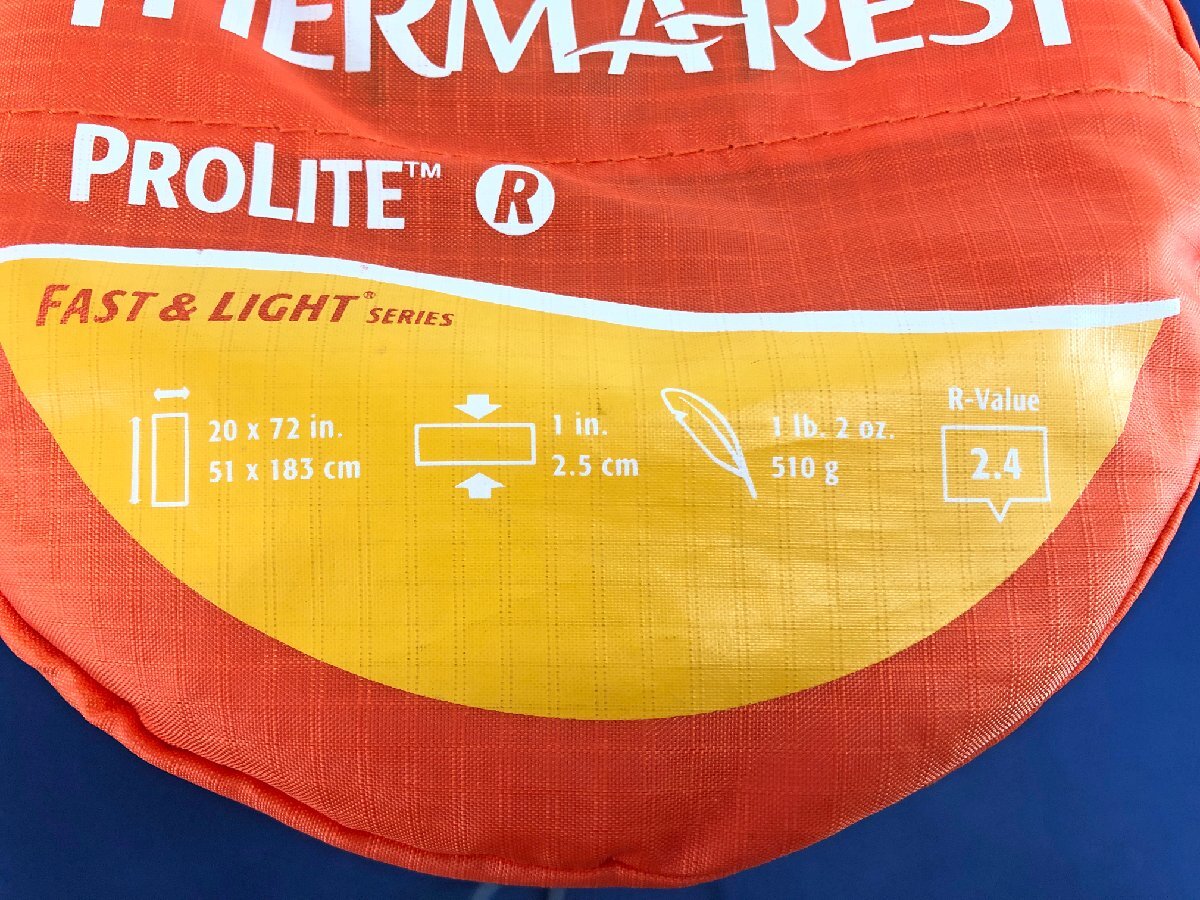 THERMAREST
PROLITE™ R
FAST & LIGHT® SERIES
20 x 72 in.
51 x 183 cm
1 in.
2.5 cm
1 lb. 2 oz.
510 g
R-Value
2.4